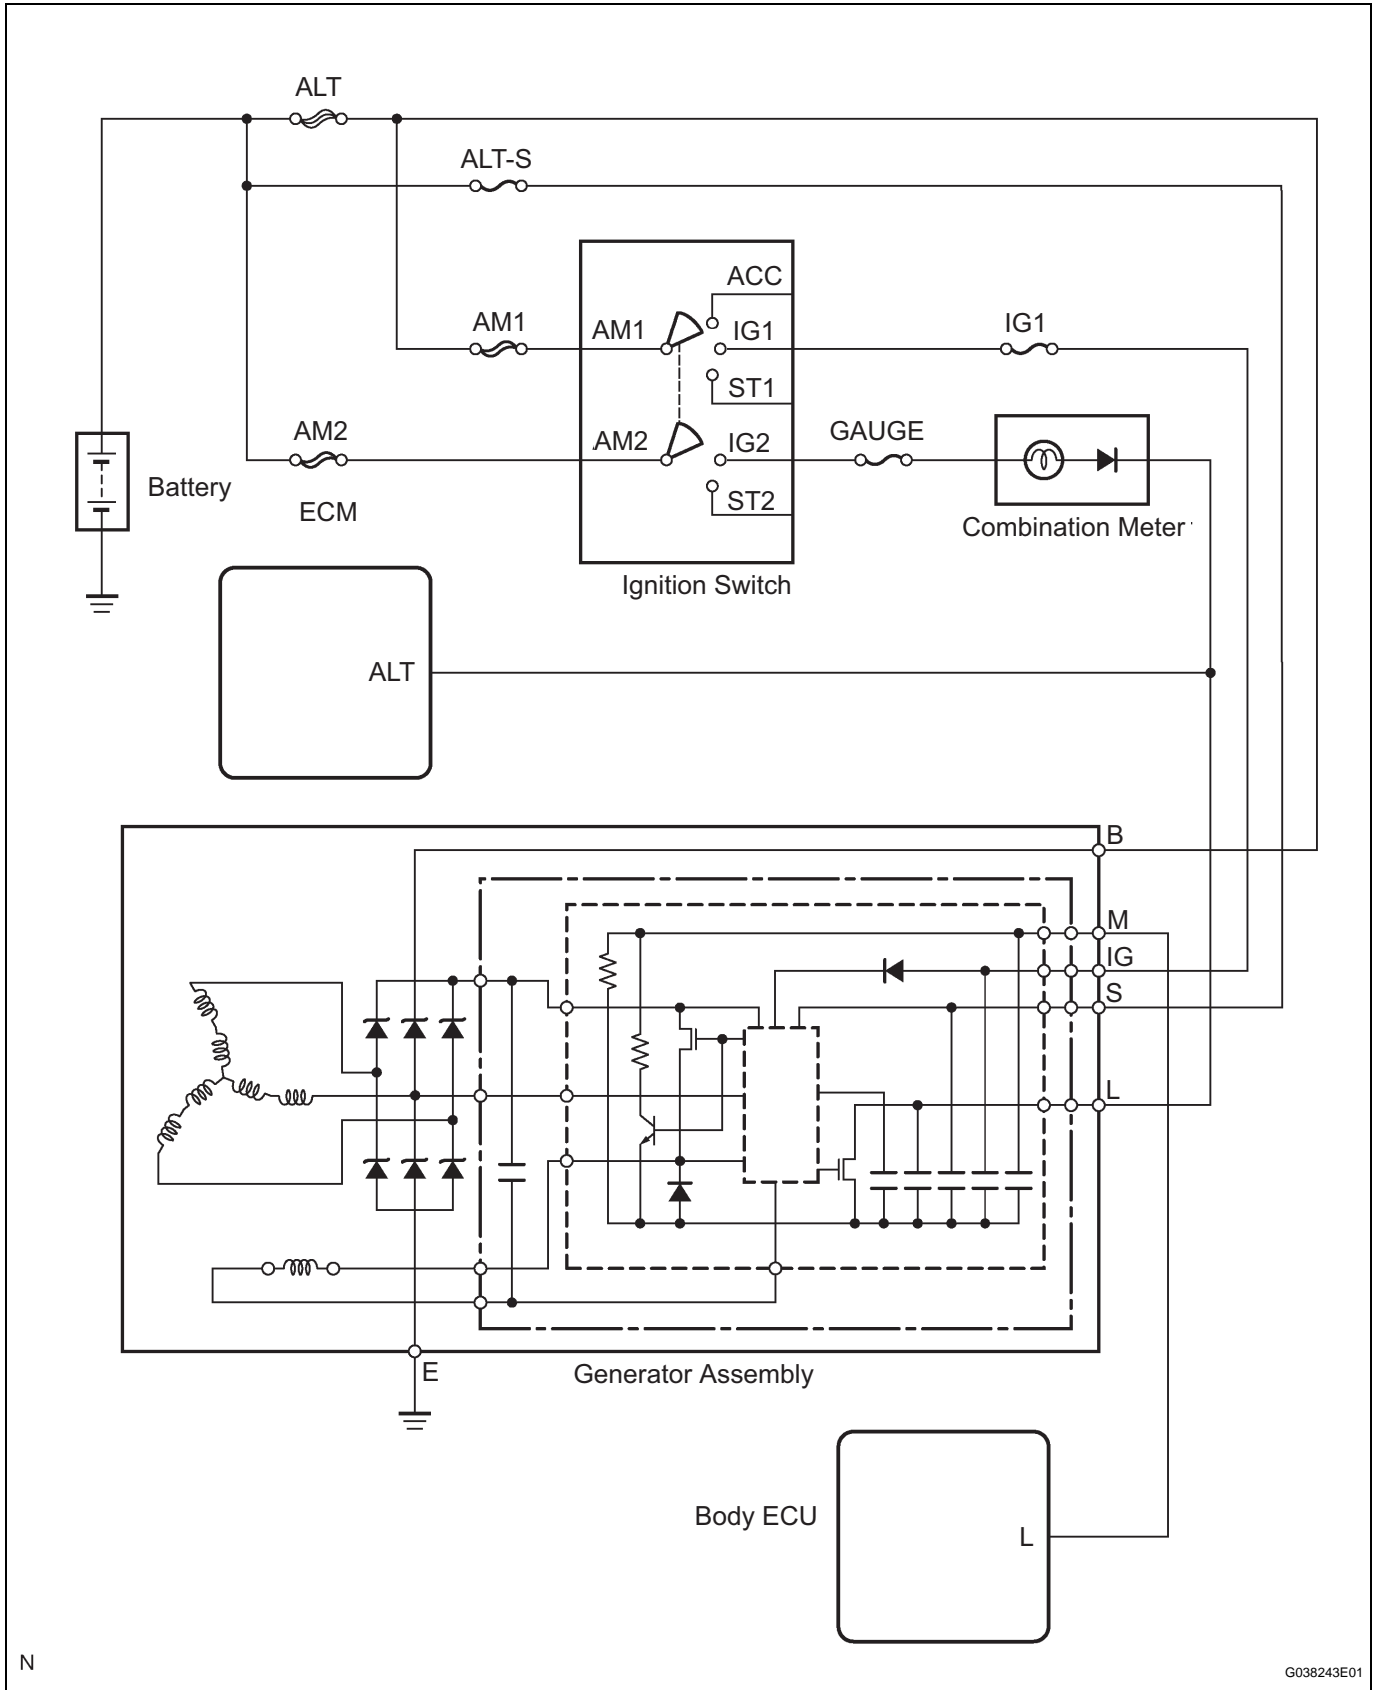 ALT
ALT-S
ACC
AM1
AM1
IG1
IG1
ST1
AM2
AM2
IG2
GAUGE
ST2
Battery
ECM
Combination Meter
Ignition Switch
ALT
B
M
IG
S
L
E
Generator Assembly
Body ECU
L
N
G038243E01